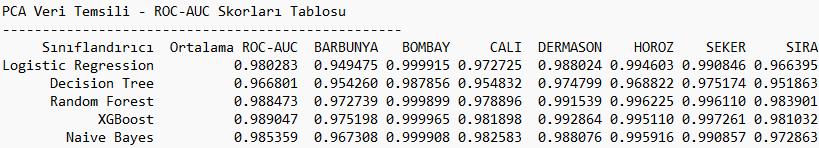 PCA Veri Temsili - ROC-AUC Skorları Tablosu
--------------------------------------------------
Sınıflandırıcı Ortalama ROC-AUC BARBUNYA BOMBAY CALI DERMASON HOROZ SEKER SIRA
Logistic Regression 0.980283 0.949475 0.999915 0.972725 0.988024 0.994603 0.990846 0.966395
Decision Tree 0.966801 0.954260 0.987856 0.954832 0.974799 0.968822 0.975174 0.951863
Random Forest 0.988473 0.972739 0.999899 0.978896 0.991539 0.996225 0.996110 0.983901
XGBoost 0.989047 0.975198 0.999965 0.981898 0.992864 0.995110 0.997261 0.981032
Naive Bayes 0.985359 0.967308 0.999908 0.982583 0.988076 0.995916 0.990857 0.972863